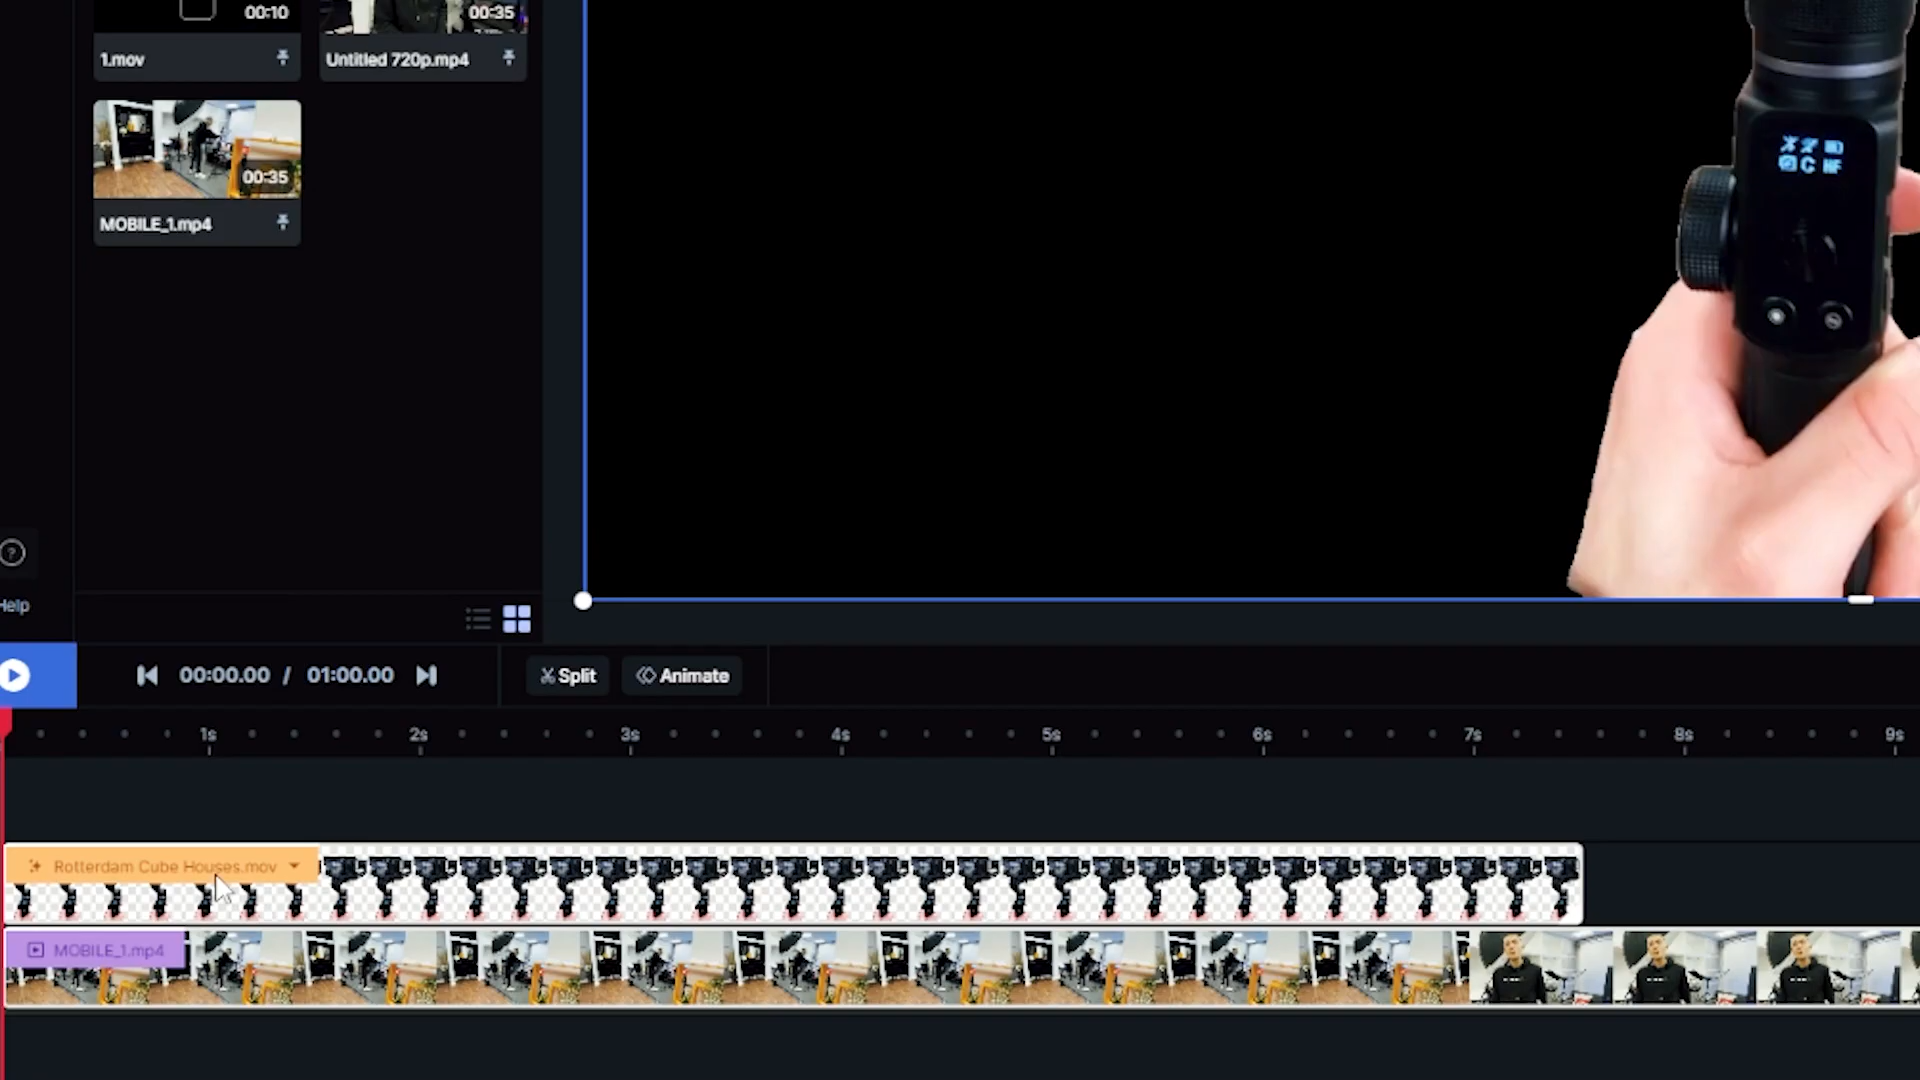 00:10
00:35
1.mov
Untitled 720p.mp4
00:35
MOBILE_1.mp4
C HF
Help
00:00.00 / 01:00.00
Split
Animate
1s 2s 3s 4s 5s 6s 7s 8s 9s
Rotterdam Cube Houses.mov
MOBILE_1.mp4